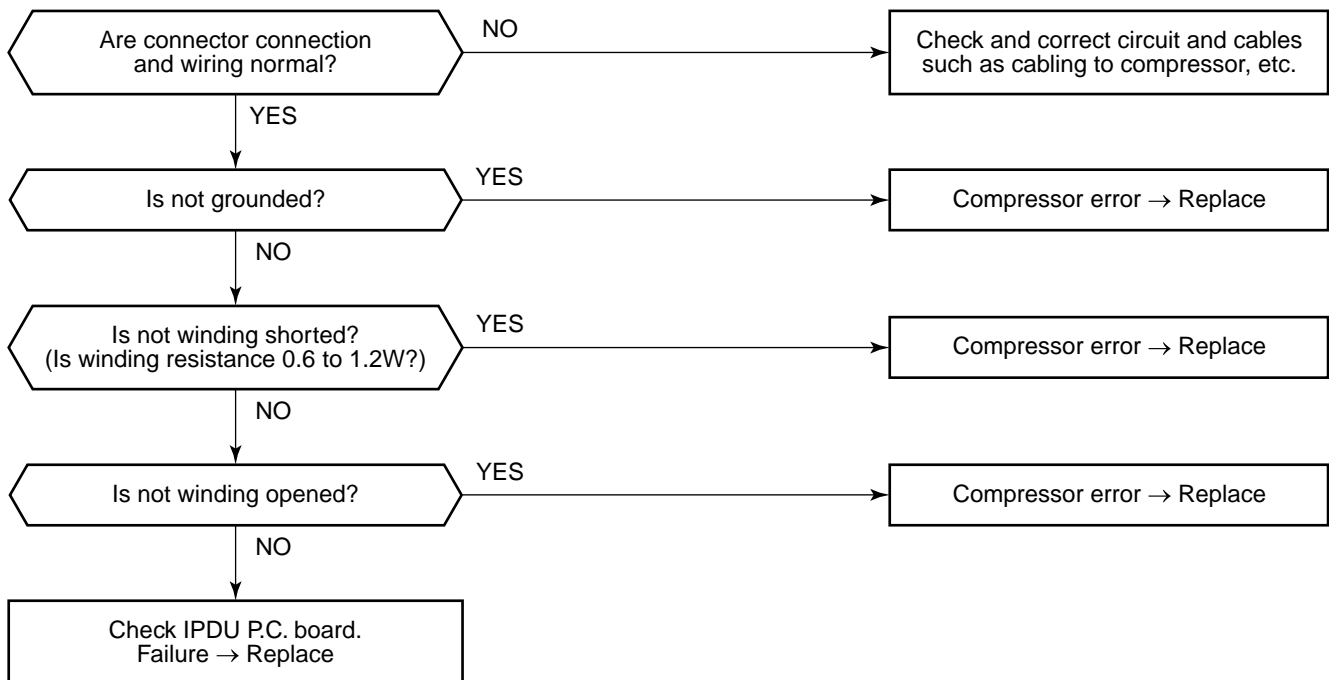 Are connector connection
and wiring normal?
NO
Check and correct circuit and cables
such as cabling to compressor, etc.
YES
Is not grounded?
YES
Compressor error → Replace
NO
Is not winding shorted?
(Is winding resistance 0.6 to 1.2W?)
YES
Compressor error → Replace
NO
Is not winding opened?
YES
Compressor error → Replace
NO
Check IPDU P.C. board.
Failure → Replace